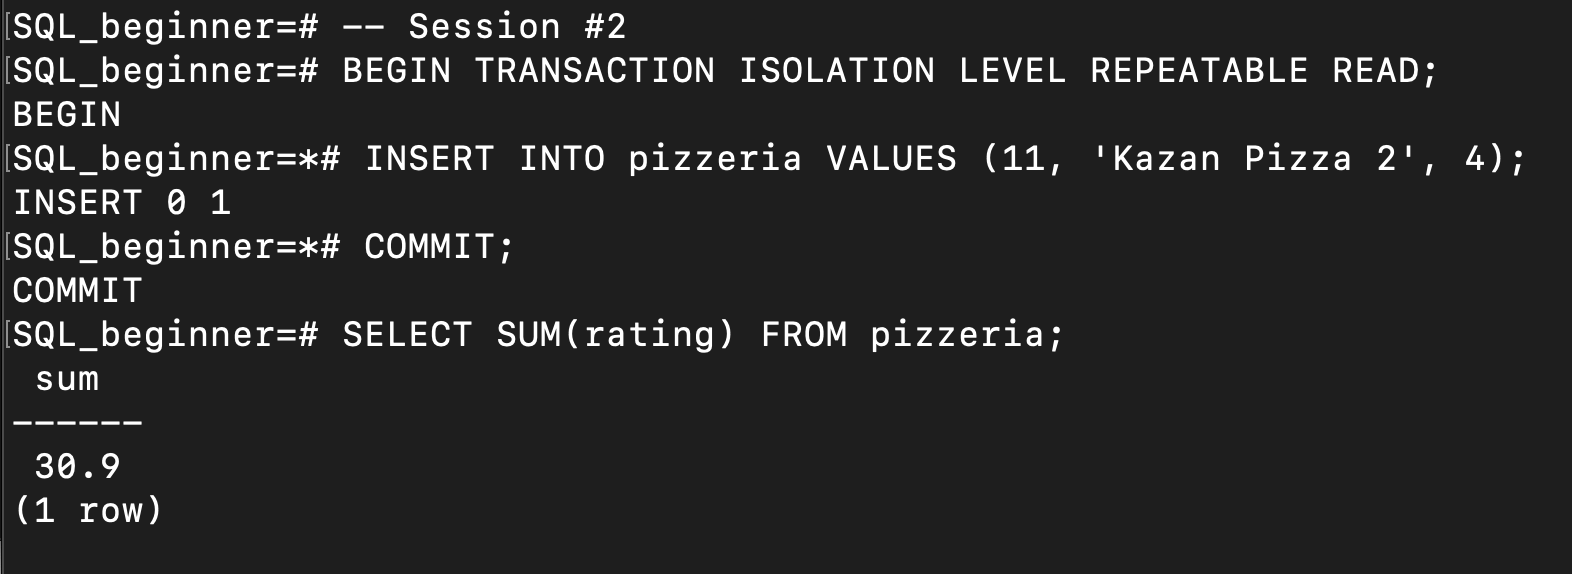 SQL_beginner=# -- Session #2
SQL_beginner=# BEGIN TRANSACTION ISOLATION LEVEL REPEATABLE READ;
BEGIN
SQL_beginner=*# INSERT INTO pizzeria VALUES (11, 'Kazan Pizza 2', 4);
INSERT 0 1
SQL_beginner=*# COMMIT;
COMMIT
SQL_beginner=# SELECT SUM(rating) FROM pizzeria;
 sum
------
 30.9
(1 row)